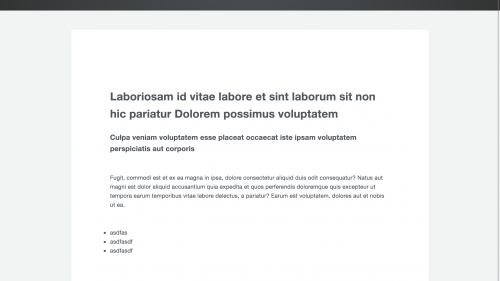 Laboriosam id vitae labore et sint laborum sit non
hic pariatur Dolorem possimus voluptatem
Culpa veniam voluptatem esse placeat occaecat iste ipsam voluptatem
perspiciatis aut corporis
Fugit, commodi est et ex ea magna in ipsa, dolore consectetur aliquid duis odit consequatur? Natus aut
magni est dolor aliquid accusantium quia expedita et quos perferendis doloremque quis excepteur ut
tempora earum temporibus vitae labore delectus, a pariatur? Earum est voluptatem, dolores aut et nobis
ut ea.
asdfas
asdfasdf
asdfasdf